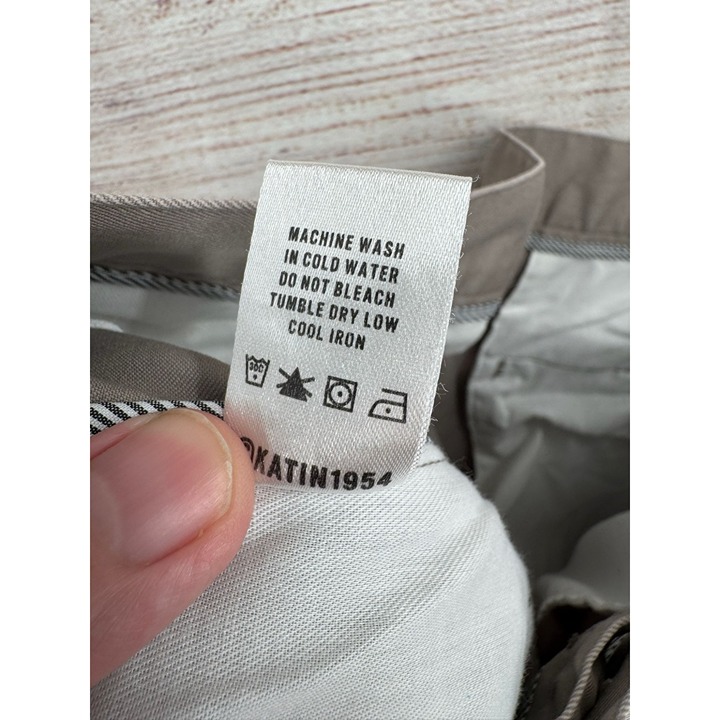 MACHINE WASH
IN COLD WATER
DO NOT BLEACH
TUMBLE DRY LOW
COOL IRON
@KATIN1954